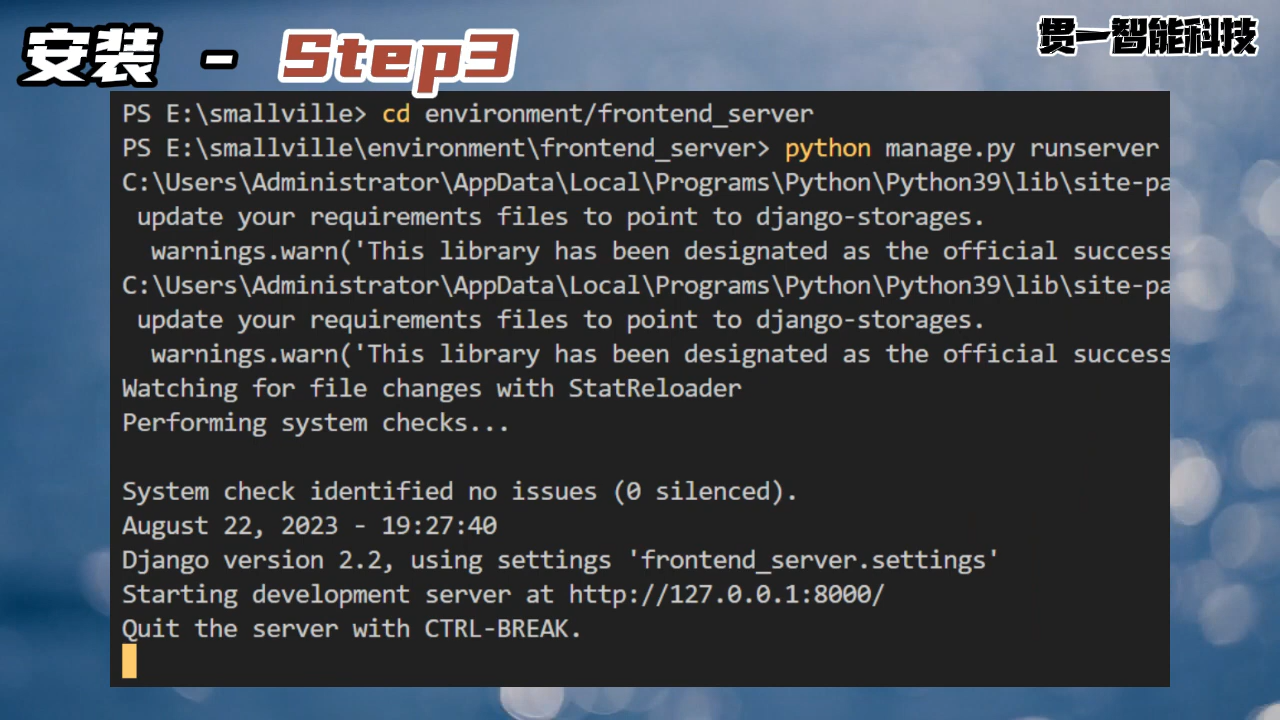 安装 - Step3
贯一智能科技
PS E:\smallville> cd environment/frontend_server
PS E:\smallville\environment\frontend_server> python manage.py runserver
C:\Users\Administrator\AppData\Local\Programs\Python\Python39\lib\site-pa
 update your requirements files to point to django-storages.
  warnings.warn('This library has been designated as the official success
C:\Users\Administrator\AppData\Local\Programs\Python\Python39\lib\site-pa
 update your requirements files to point to django-storages.
  warnings.warn('This library has been designated as the official success
Watching for file changes with StatReloader
Performing system checks...

System check identified no issues (0 silenced).
August 22, 2023 - 19:27:40
Django version 2.2, using settings 'frontend_server.settings'
Starting development server at http://127.0.0.1:8000/
Quit the server with CTRL-BREAK.